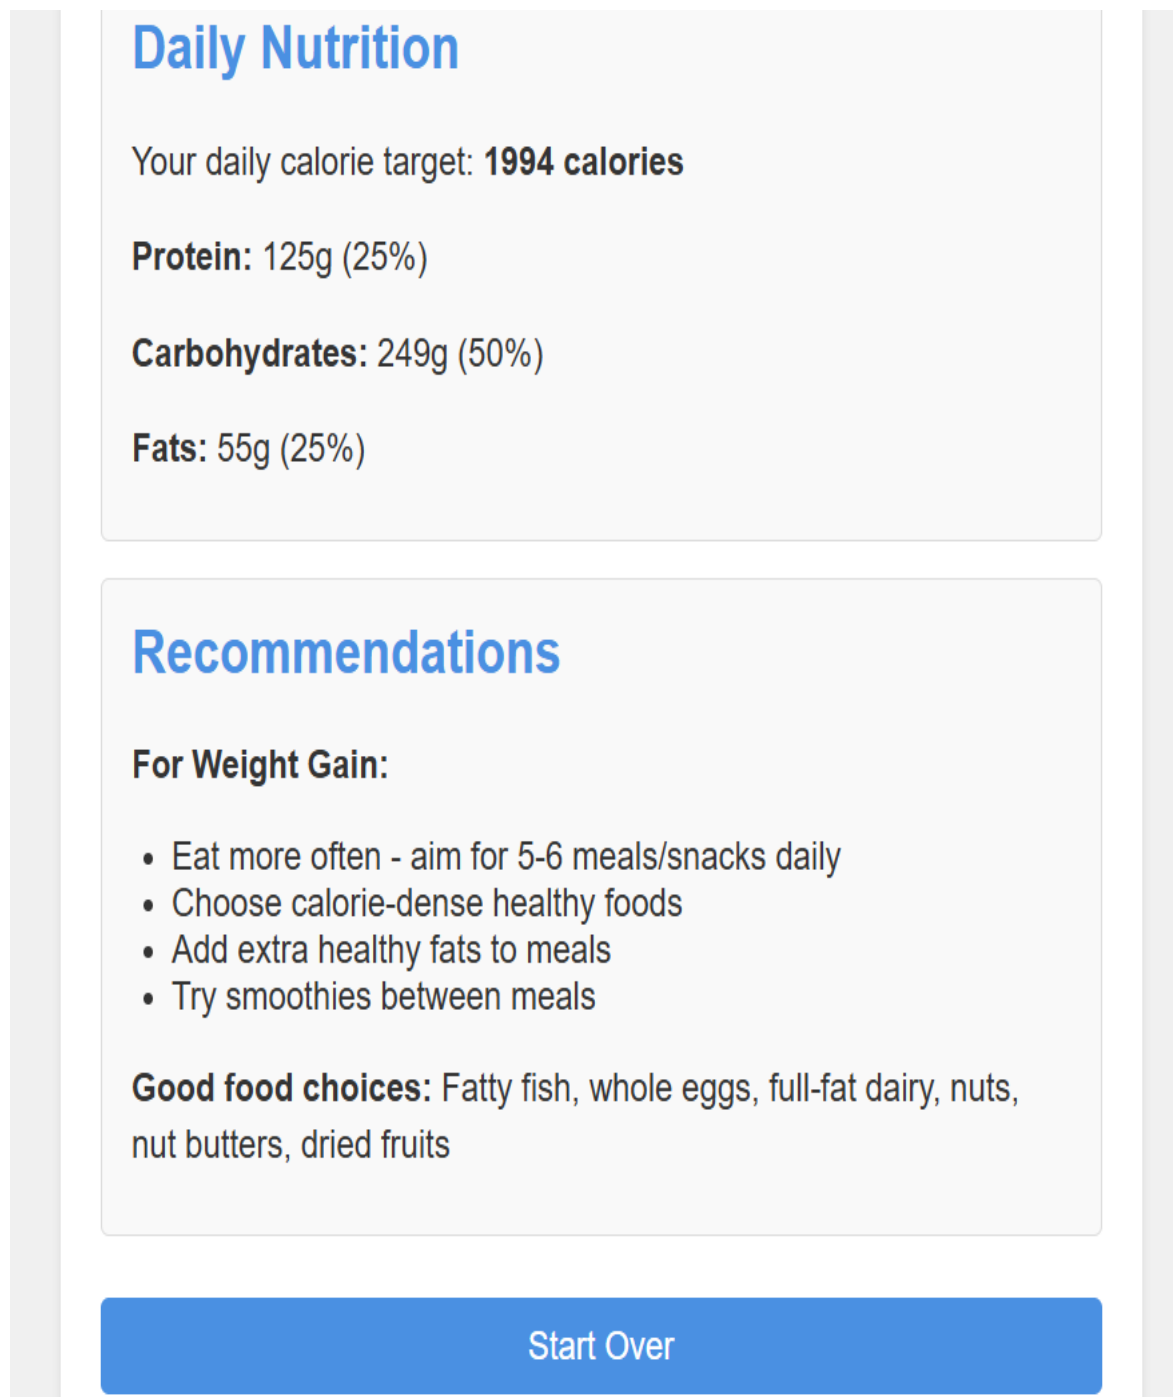 Daily Nutrition
Your daily calorie target: 1994 calories
Protein: 125g (25%)
Carbohydrates: 249g (50%)
Fats: 55g (25%)
Recommendations
For Weight Gain:
• Eat more often - aim for 5-6 meals/snacks daily
• Choose calorie-dense healthy foods
• Add extra healthy fats to meals
• Try smoothies between meals
Good food choices: Fatty fish, whole eggs, full-fat dairy, nuts,
nut butters, dried fruits
Start Over